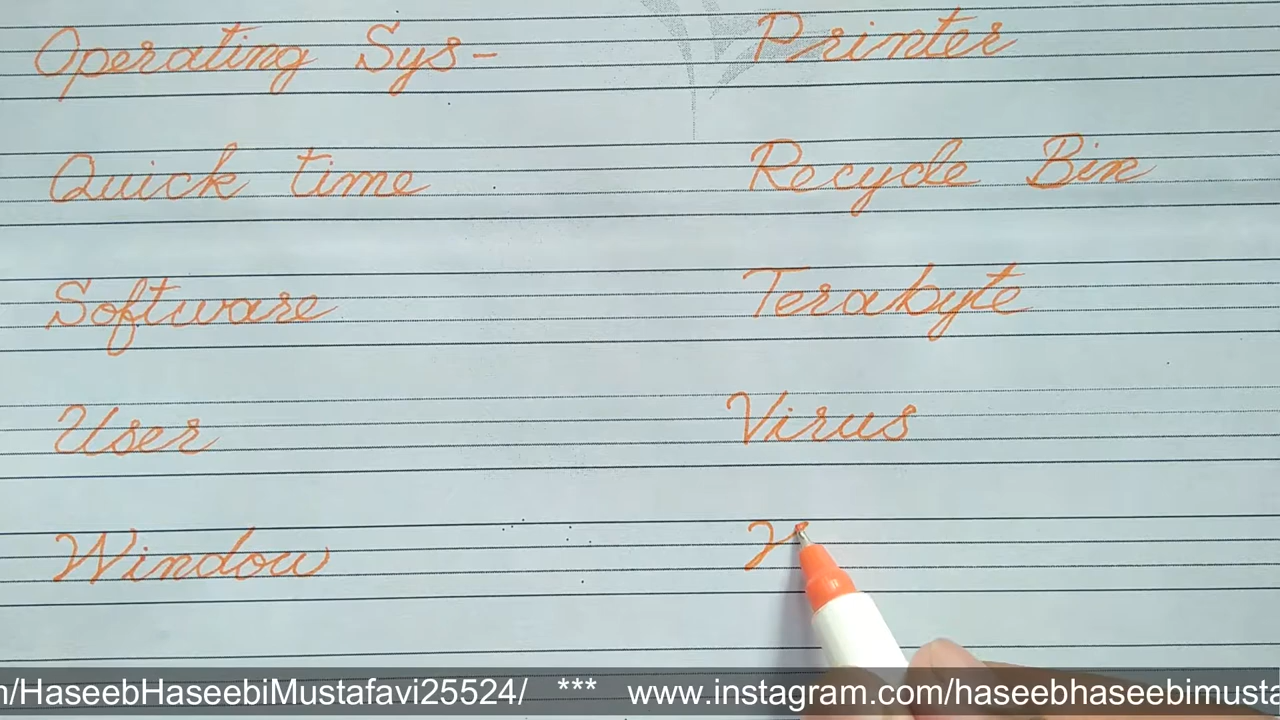 Operating Sys- Printer
Quick time Recycle Bin
Software Terabyte
User Virus
Window
n/HaseebHaseebiMustafavi25524/ *** www.instagram.com/haseebhaseebimusta